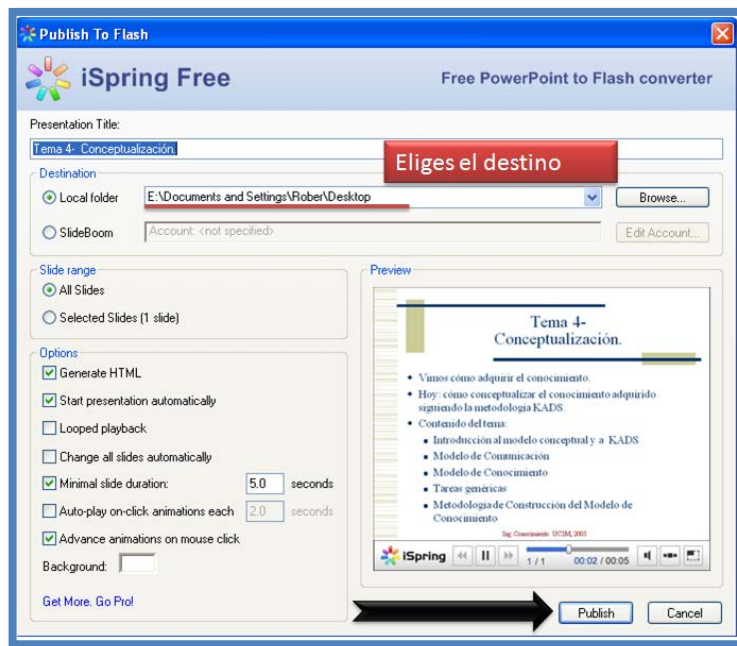 Publish To Flash
iSpring Free
Free PowerPoint to Flash converter
Presentation Title:
Tema 4- Conceptualización.
Eliges el destino
Destination
Local folder
E:\Documents and Settings\Rober\Desktop
Browse...
SlideBoom
Account: <not specified>
Edit Account...
Slide range
All Slides
Selected Slides (1 slide)
Options
Generate HTML
Start presentation automatically
Looped playback
Change all slides automatically
Minimal slide duration: 5.0 seconds
Auto-play on-click animations each 2.0 seconds
Advance animations on mouse click
Background:
Get More. Go Pro!
Preview
Tema 4-
Conceptualización.
Vimos cómo adquirir el conocimiento.
Hoy: cómo conceptualizar el conocimiento adquirido
siguiendo la metodología KADS.
Contenido del tema:
Introducción al modelo conceptual y a KADS
Modelo de Comunicación
Modelo de Conocimiento
Tareas genéricas
Metodología de Construcción del Modelo de
Conocimiento
Ing. Conocimiento UC3M, 2005
iSpring
1 / 1
00:02 / 00:05
Publish
Cancel